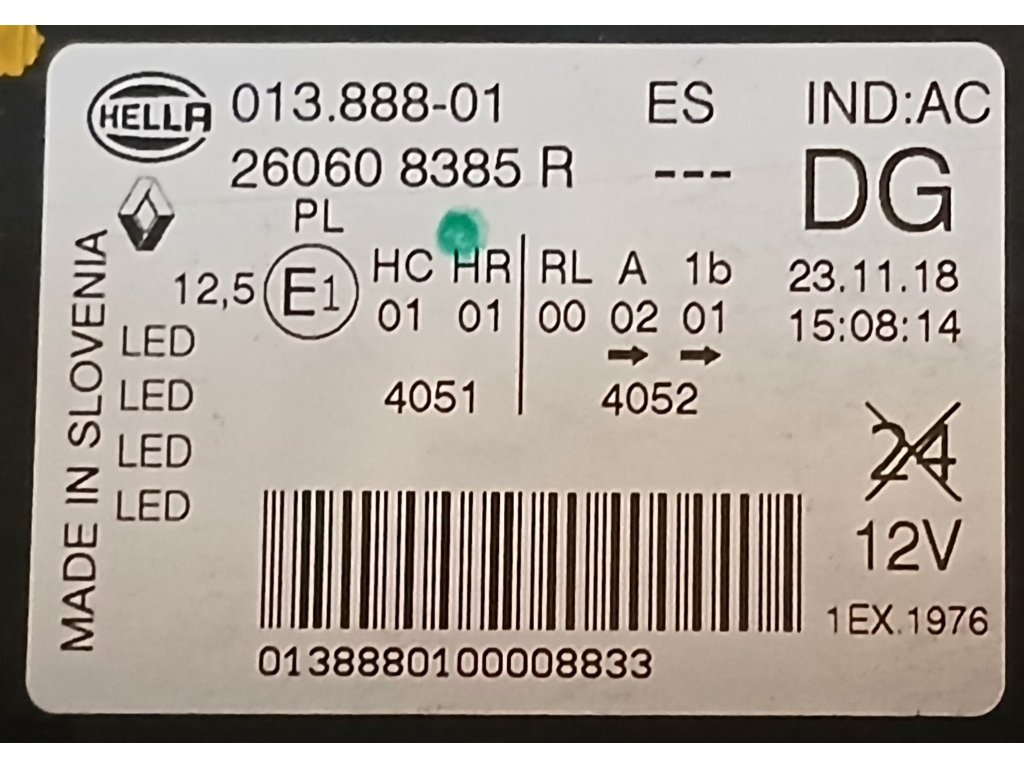 HELLA 013.888-01 ES IND:AC
26060 8385 R --- DG
PL
HC HR RL A 1b 23.11.18
12,5 E1 01 01 00 02 01 15:08:14
LED
4051 4052
LED
24
LED
LED
12V
1EX.1976
0138880100008833
MADE IN SLOVENIA